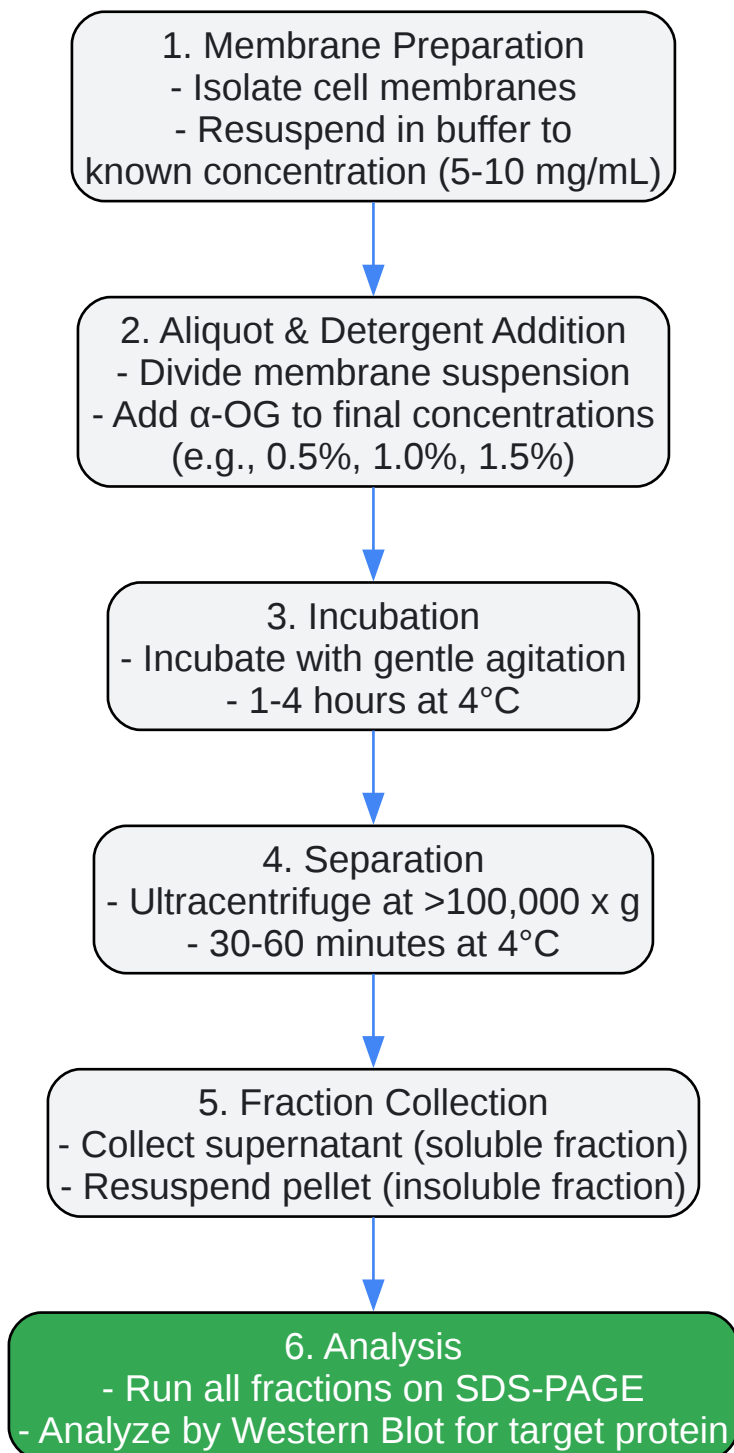 1. Membrane Preparation
- Isolate cell membranes
- Resuspend in buffer to
known concentration (5-10 mg/mL)
2. Aliquot & Detergent Addition
- Divide membrane suspension
- Add α-OG to final concentrations
(e.g., 0.5%, 1.0%, 1.5%)
3. Incubation
- Incubate with gentle agitation
- 1-4 hours at 4°C
4. Separation
- Ultracentrifuge at >100,000 x g
- 30-60 minutes at 4°C
5. Fraction Collection
- Collect supernatant (soluble fraction)
- Resuspend pellet (insoluble fraction)
6. Analysis
- Run all fractions on SDS-PAGE
- Analyze by Western Blot for target protein